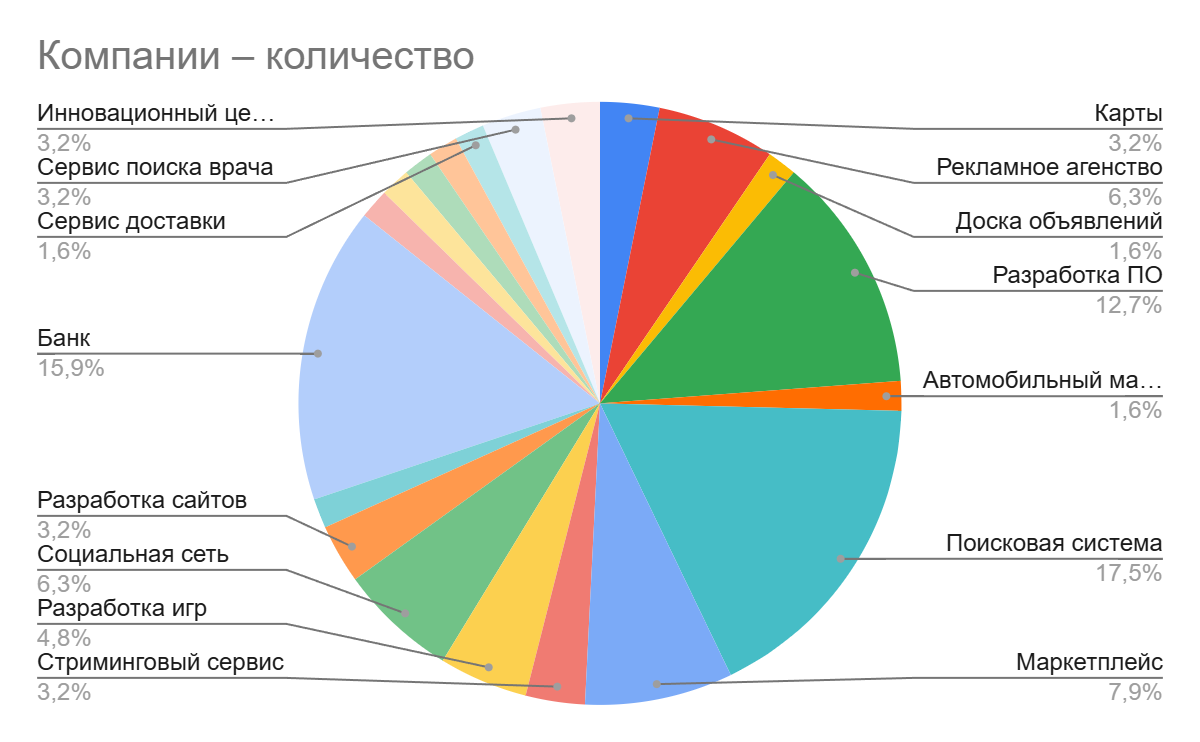 Компании – количество
Инновационный це…
3,2%
Сервис поиска врача
3,2%
Сервис доставки
1,6%
Банк
15,9%
Разработка сайтов
3,2%
Социальная сеть
6,3%
Разработка игр
4,8%
Стриминговый сервис
3,2%
Карты
3,2%
Рекламное агенство
6,3%
Доска объявлений
1,6%
Разработка ПО
12,7%
Автомобильный ма…
1,6%
Поисковая система
17,5%
Маркетплейс
7,9%